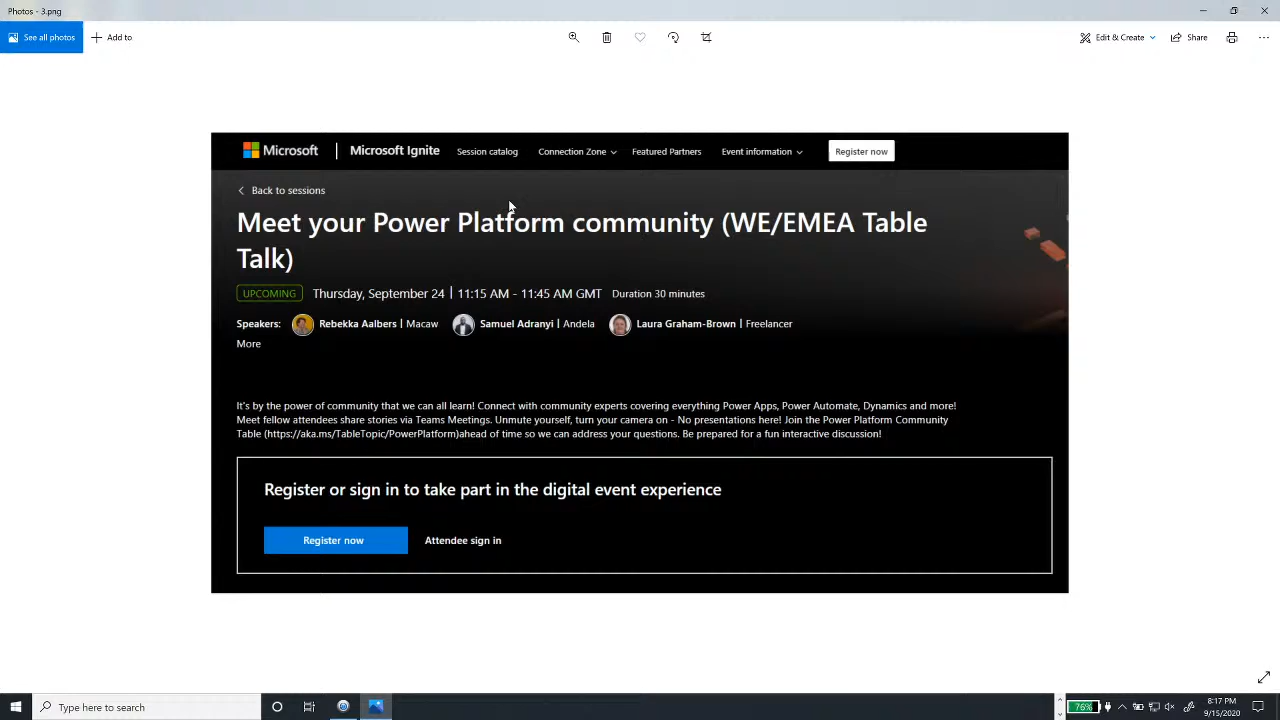 Photos - 3.png
See all photos
Add to
Edit & Create
Share
Microsoft
Microsoft Ignite
Session catalog
Connection Zone
Featured Partners
Event information
Register now
Back to sessions
Meet your Power Platform community (WE/EMEA Table
Talk)
UPCOMING Thursday, September 24 | 11:15 AM - 11:45 AM GMT Duration 30 minutes
Speakers: Rebekka Aalbers | Macaw Samuel Adranyi | Andela Laura Graham-Brown | Freelancer
More
It's by the power of community that we can all learn! Connect with community experts covering everything Power Apps, Power Automate, Dynamics and more!
Meet fellow attendees share stories via Teams Meetings. Unmute yourself, turn your camera on - No presentations here! Join the Power Platform Community
Table (https://aka.ms/TableTopic/PowerPlatform)ahead of time so we can address your questions. Be prepared for a fun interactive discussion!
Register or sign in to take part in the digital event experience
Register now
Attendee sign in
Type here to search
76%
8:17 PM
9/15/2020